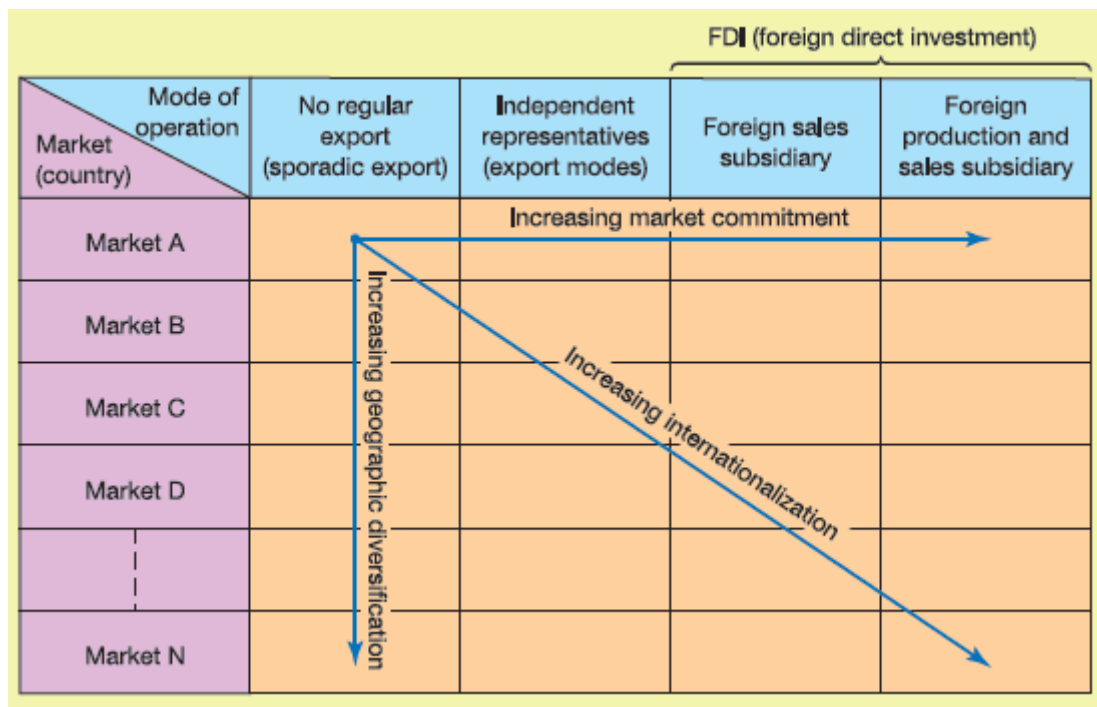 FDI (foreign direct investment)
Mode of
operation
Market
(country)
No regular
export
(sporadic export)
Independent
representatives
(export modes)
Foreign sales
subsidiary
Foreign
production and
sales subsidiary
Increasing market commitment
Market A
Market B
Market C
Market D
Market N
Increasing geographic diversification
Increasing internationalization